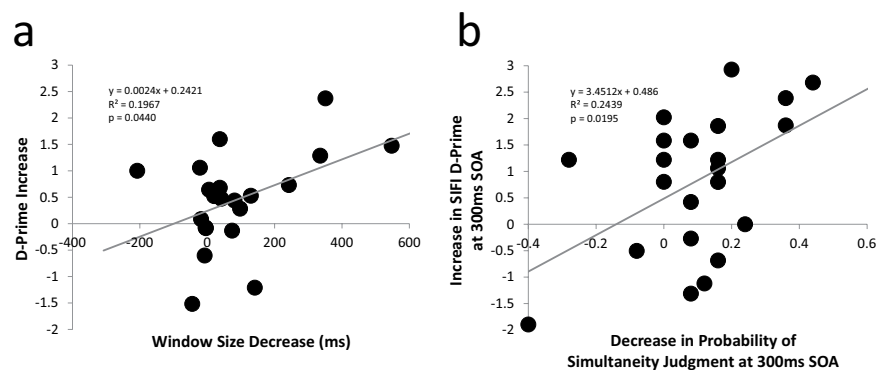 a
D-Prime Increase
3
2.5
2
1.5
1
0.5
0
-0.5
-1
-1.5
-2
y = 0.0024x + 0.2421
R² = 0.1967
p = 0.0440
-400 -200 0 200 400 600
Window Size Decrease (ms)
b
Increase in SIFI D-Prime
at 300ms SOA
3
2.5
2
1.5
1
0.5
0
-0.5
-1
-1.5
-2
y = 3.4512x + 0.486
R² = 0.2439
p = 0.0195
-0.4 -0.2 0 0.2 0.4 0.6
Decrease in Probability of
Simultaneity Judgment at 300ms SOA